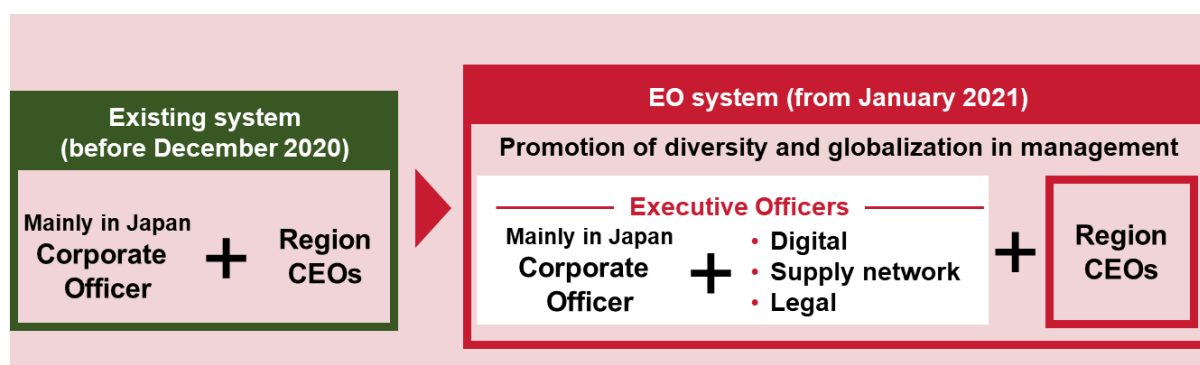 Existing system
(before December 2020)
Mainly in Japan
Corporate
Officer
+
Region
CEOs
EO system (from January 2021)
Promotion of diversity and globalization in management
Executive Officers
Mainly in Japan
Corporate
Officer
+
• Digital
• Supply network
• Legal
+
Region
CEOs